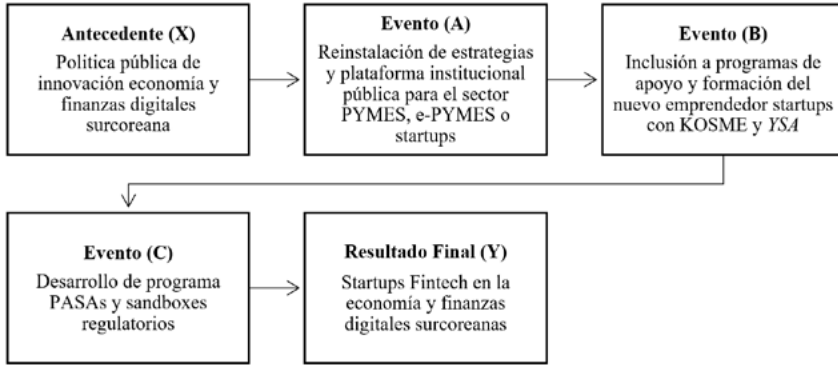 Antecedente (X)
Politica pública de
innovación economía y
finanzas digitales
surcoreana
Evento (A)
Reinstalación de estrategias
y plataforma institucional
pública para el sector
PYMES, e-PYMES o
startups
Evento (B)
Inclusión a programas de
apoyo y formación del
nuevo emprendedor startups
con KOSME y YSA
Evento (C)
Desarrollo de programa
PASAs y sandboxes
regulatorios
Resultado Final (Y)
Startups Fintech en la
economía y finanzas
digitales surcoreanas